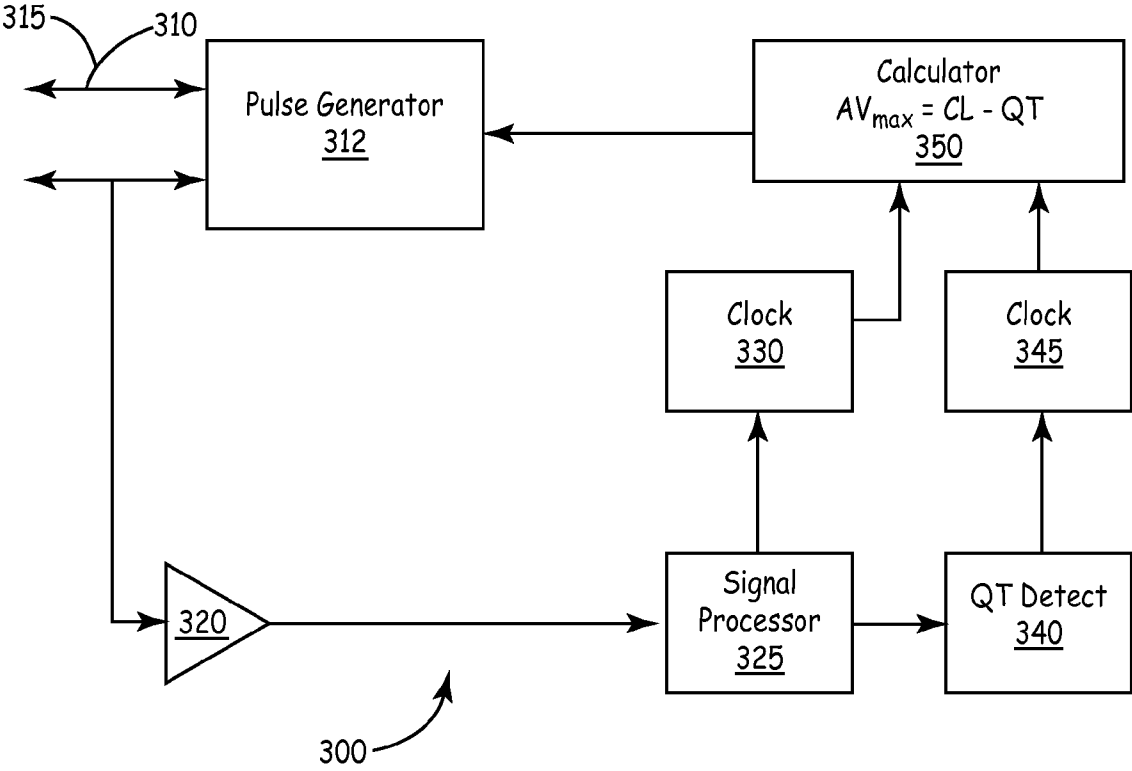 315
310
Pulse Generator
312
Calculator
AVmax = CL - QT
350
Clock
330
Clock
345
320
Signal
Processor
325
QT Detect
340
300